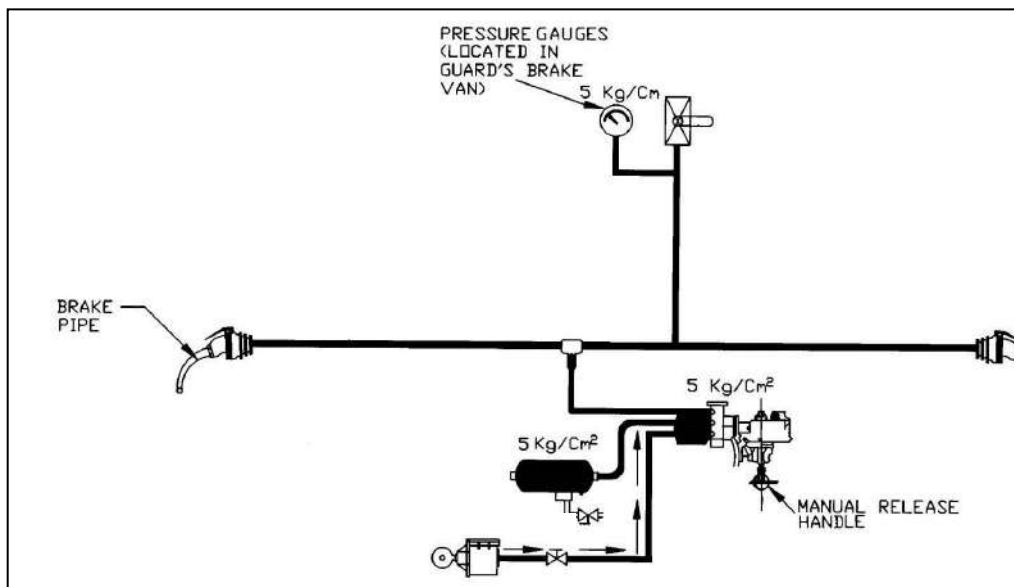 PRESSURE GAUGES
(LOCATED IN
GUARD'S BRAKE
VAN)
5 Kg/Cm
BRAKE
PIPE
5 Kg/Cm²
5 Kg/Cm²
MANUAL RELEASE
HANDLE